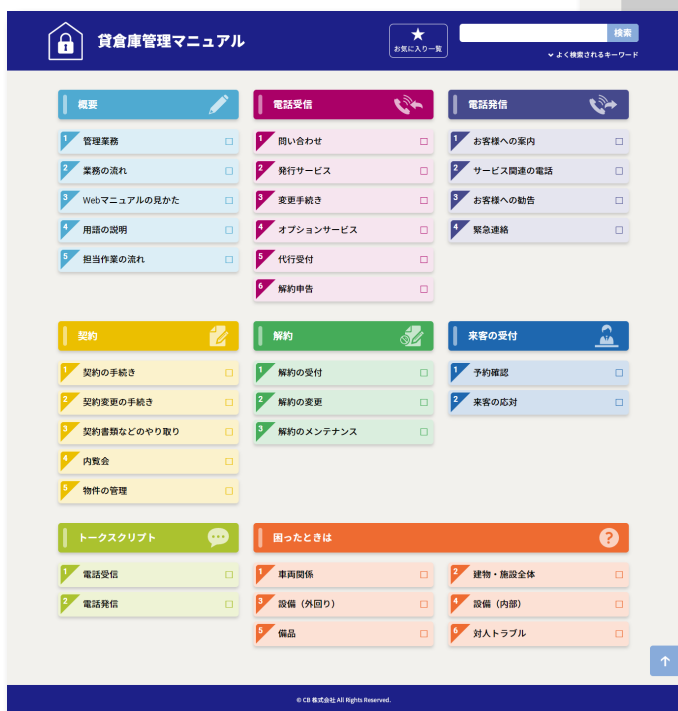 貸倉庫管理マニュアル
お気に入り一覧
検索
よく検索されるキーワード
概要
1 管理業務
2 業務の流れ
3 Webマニュアルの見かた
4 用語の説明
5 担当作業の流れ
電話受信
1 問い合わせ
2 発行サービス
3 変更手続き
4 オプションサービス
5 代行受付
6 解約申告
電話発信
1 お客様への案内
2 サービス関連の電話
3 お客様への勧告
4 緊急連絡
契約
1 契約の手続き
2 契約変更の手続き
3 契約書類などのやり取り
4 内覧会
5 物件の管理
解約
1 解約の受付
2 解約の変更
3 解約のメンテナンス
来客の受付
1 予約確認
2 来客の応対
トークスクリプト
1 電話受信
2 電話発信
困ったときは
1 車両関係
2 建物・施設全体
3 設備（外回り）
4 設備（内部）
5 備品
6 対人トラブル
© CB 株式会社 All Rights Reserved.